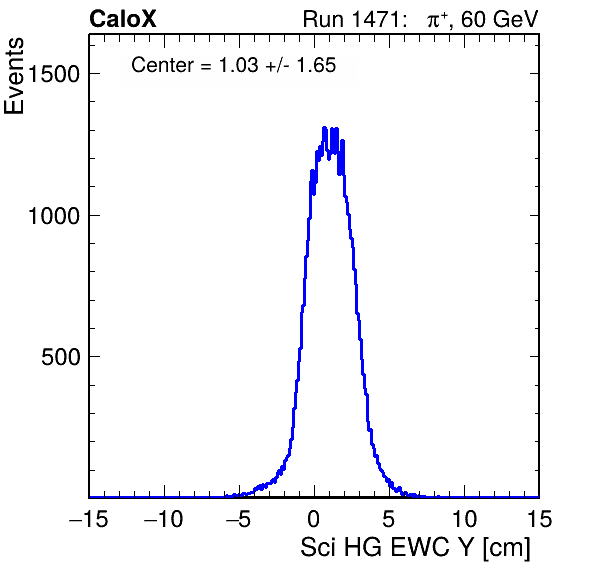 CaloX Run 1471: π⁺, 60 GeV
Events
Center = 1.03 +/- 1.65
1500
1000
500
−15 −10 −5 0 5 10 15
Sci HG EWC Y [cm]